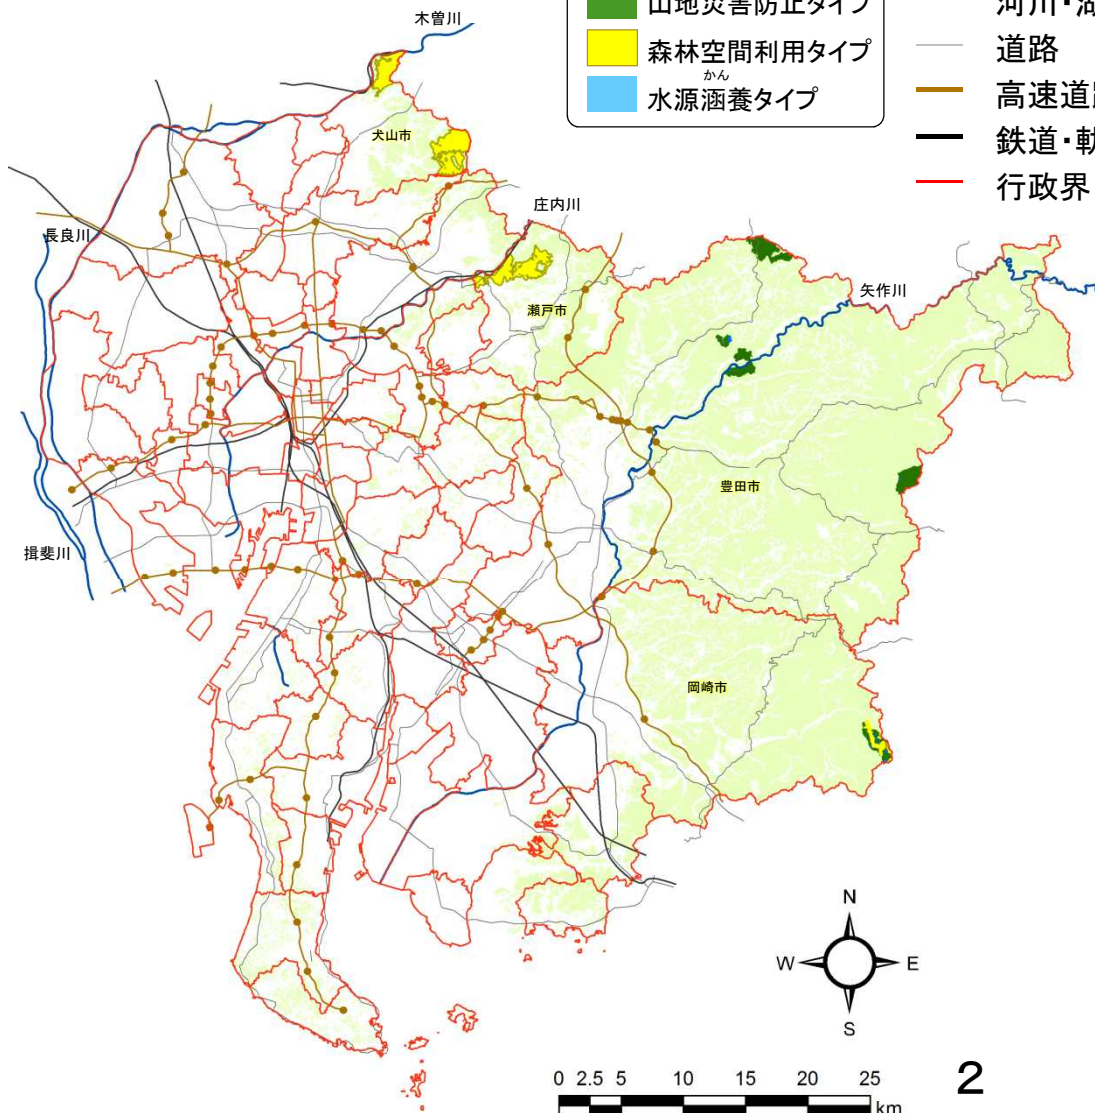 木曽川
山地災害防止タイプ
森林空間利用タイプ
かん
水源涵養タイプ
河川・湖
道路
高速道路
鉄道・軌
行政界
犬山市
庄内川
長良川
瀬戸市
矢作川
豊田市
揖斐川
岡崎市
N
W
E
S
0 2.5 5 10 15 20 25
km
2